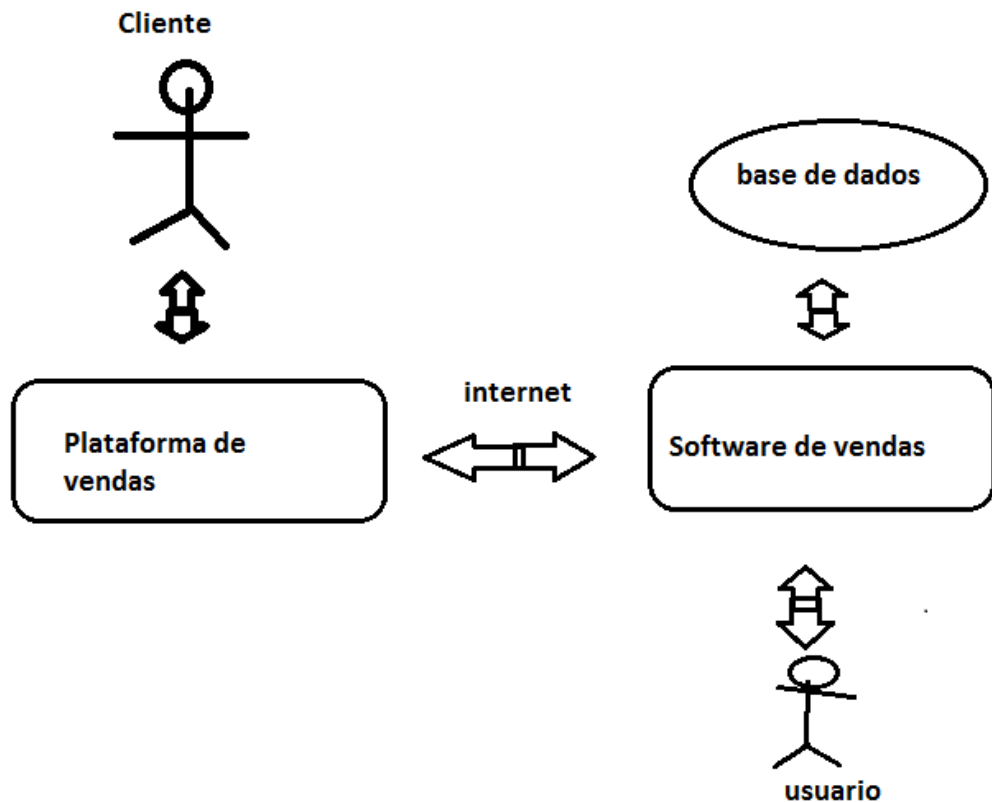 Cliente
base de dados
internet
Plataforma de
vendas
Software de vendas
usuario